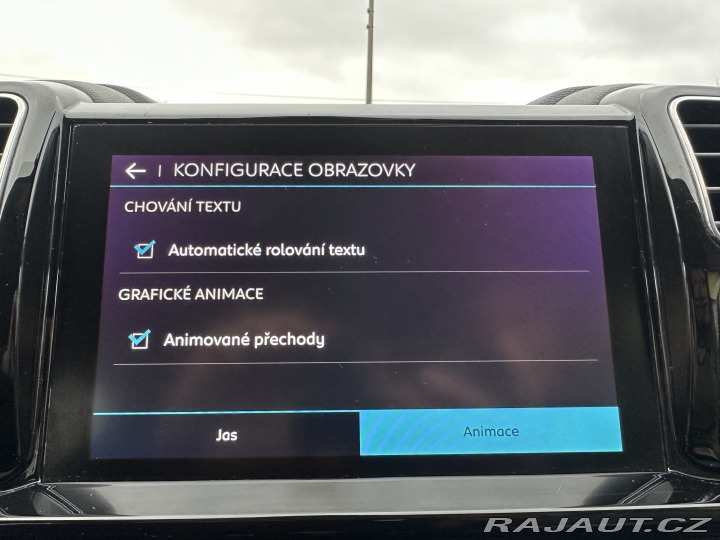 KONFIGURACE OBRAZOVKY
CHOVÁNÍ TEXTU
Automatické rolování textu
GRAFICKÉ ANIMACE
Animované přechody
Jas Animace
RAJAUT.CZ